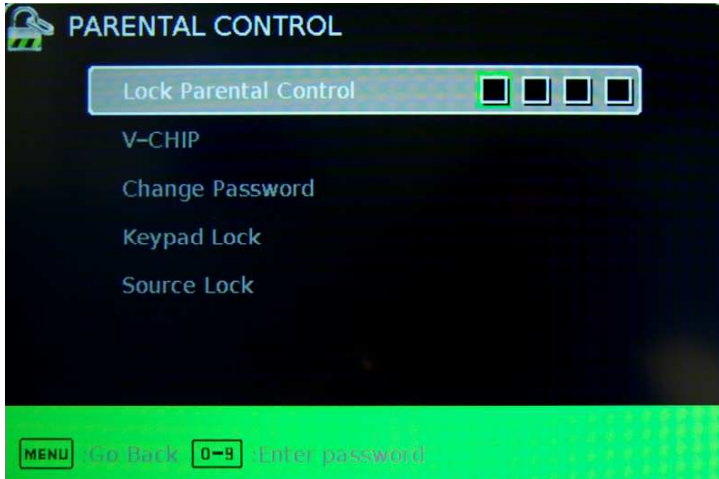 PARENTAL CONTROL
Lock Parental Control
V-CHIP
Change Password
Keypad Lock
Source Lock
MENU :Go Back 0-9 :Enter password